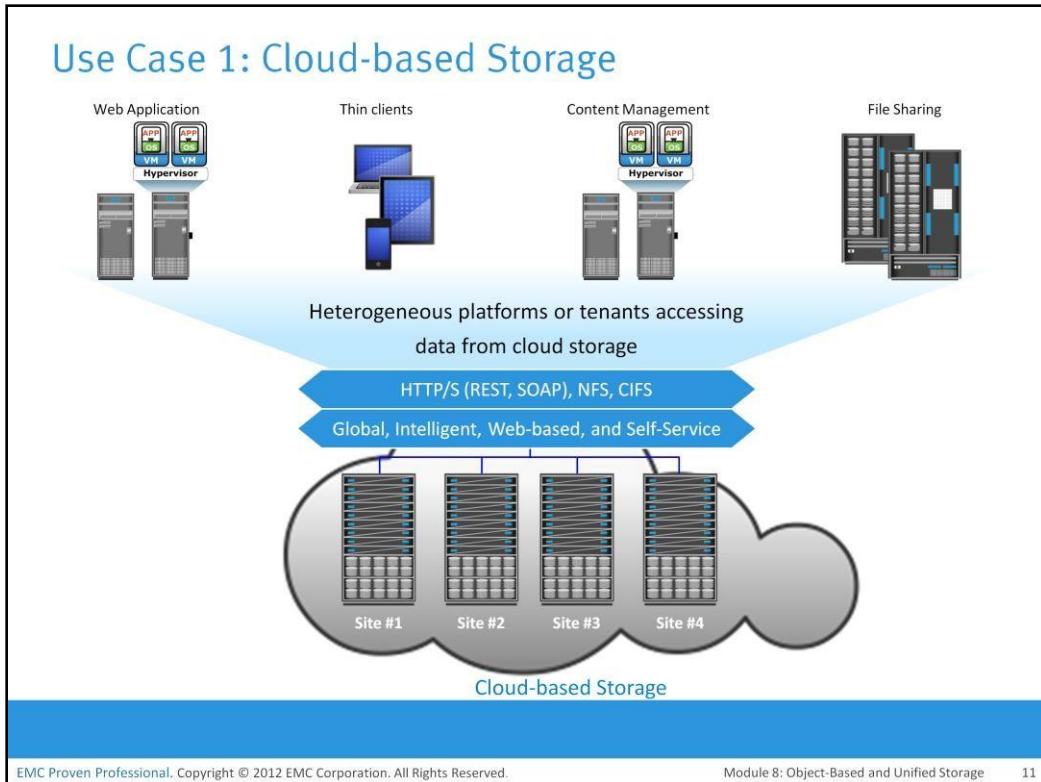 Use Case 1: Cloud-based Storage
Web Application
Thin clients
Content Management
File Sharing
APP APP
OS OS
VM VM
Hypervisor
APP APP
OS OS
VM VM
Hypervisor
Heterogeneous platforms or tenants accessing
data from cloud storage
HTTP/S (REST, SOAP), NFS, CIFS
Global, Intelligent, Web-based, and Self-Service
Site #1
Site #2
Site #3
Site #4
Cloud-based Storage
EMC Proven Professional. Copyright © 2012 EMC Corporation. All Rights Reserved.
Module 8: Object-Based and Unified Storage 11